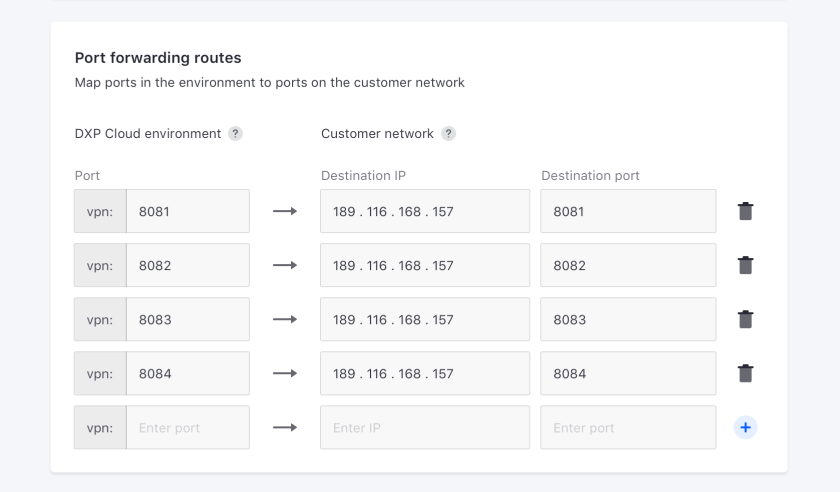 Port forwarding routes
Map ports in the environment to ports on the customer network
DXP Cloud environment ? Customer network ?
Port Destination IP Destination port
vpn: 8081 189 . 116 . 168 . 157 8081
vpn: 8082 189 . 116 . 168 . 157 8082
vpn: 8083 189 . 116 . 168 . 157 8083
vpn: 8084 189 . 116 . 168 . 157 8084
vpn: Enter port Enter IP Enter port